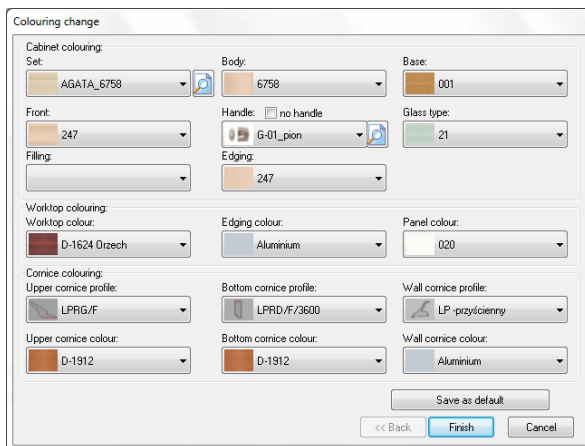 Colouring change
Cabinet colouring:
Set: Body: Base:
AGATA_6758 6758 001
Front: Handle: no handle Glass type:
247 G-01_pion 21
Filling: Edging:
247
Worktop colouring:
Worktop colour: Edging colour: Panel colour:
D-1624 Orzech Aluminium 020
Cornice colouring:
Upper cornice profile: Bottom cornice profile: Wall cornice profile:
LPRG/F LPRD/F/3600 LP -przyścienny
Upper cornice colour: Bottom cornice colour: Wall cornice colour:
D-1912 D-1912 Aluminium
Save as default
<< Back Finish Cancel